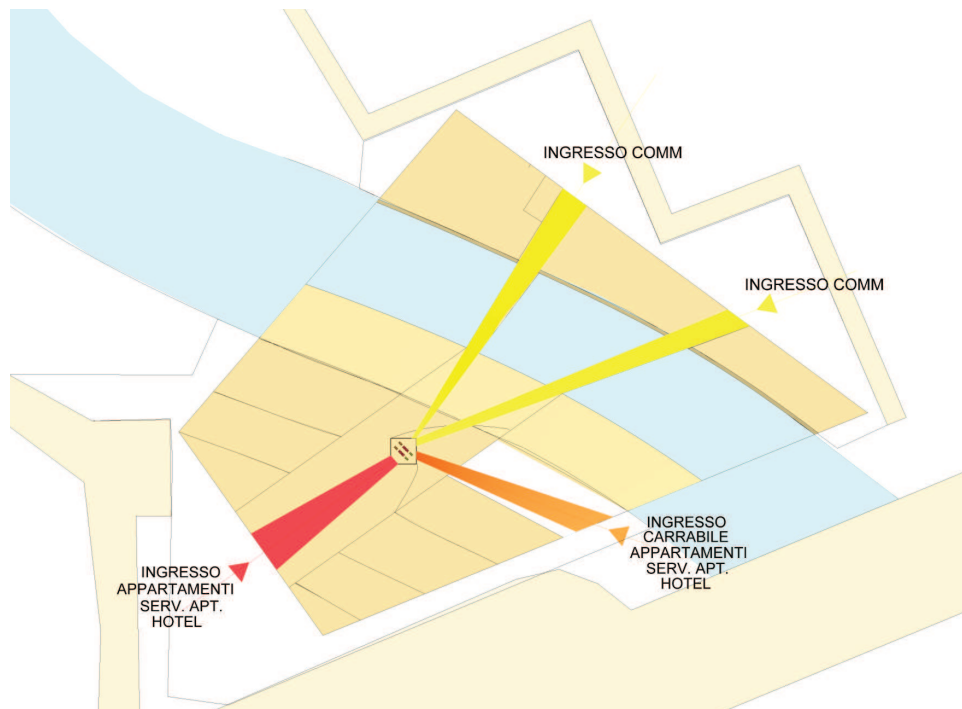 INGRESSO COMM
INGRESSO COMM
INGRESSO
CARRABILE
APPARTAMENTI
SERV. APT.
HOTEL
INGRESSO
APPARTAMENTI
SERV. APT.
HOTEL